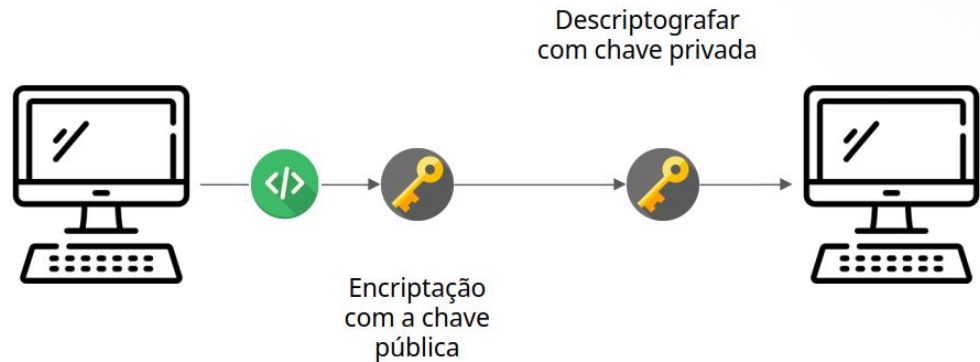 Descriptografar
com chave privada
</>
Encriptação
com a chave
pública